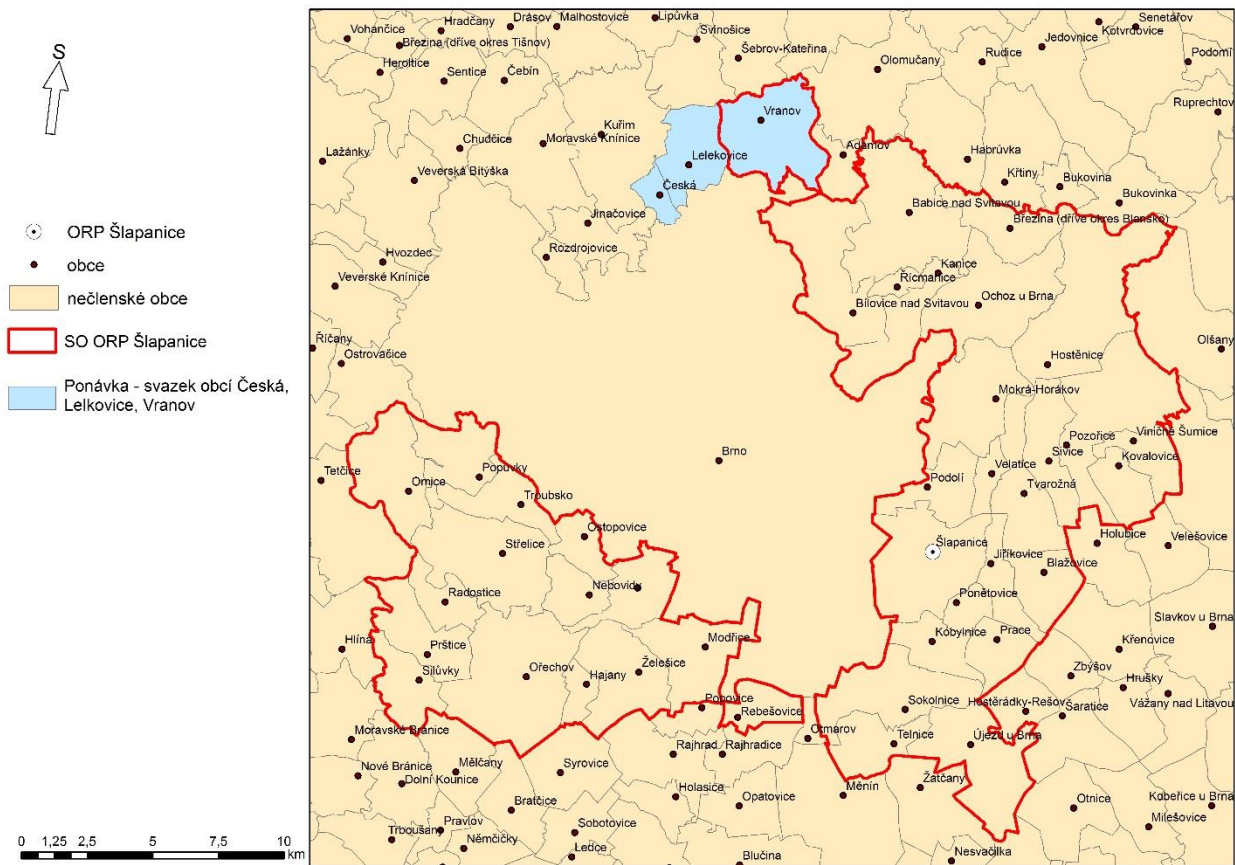 S
ORP Šlapanice
obce
nečlenské obce
SO ORP Šlapanice
Ponávka - svazek obcí Česká,
Lelkovice, Vranov
0 1,25 2,5 5 7,5 10
km
Vohančice
Hradčany
Drásov
Malhostovice
Lipůvka
Svinošice
Březina (dříve okres Tišnov)
Šebrov-Kateřina
Heroltice
Sentice
Čebín
Olomučany
Rudice
Jedovnice
Kotvrdovice
Senetářov
Podomí
Ruprechtov
Vranov
Kuřim
Moravské Knínice
Chudčice
Lažánky
Veverská Bítýška
Lelekovice
Česká
Adamov
Habrůvka
Křtiny
Bukovina
Bukovinka
Jinačovice
Babice nad Svitavou
Březina (dříve okres Blansko)
Rozdrojovice
Hvozdec
Veverské Knínice
Kanice
Řícmanice
Ochoz u Brna
Bílovice nad Svitavou
Říčany
Ostrovačice
Hostěnice
Olšany
Mokrá-Horákov
Viničné Šumice
Pozořice
Sivice
Kovalovice
Brno
Tetčice
Popůvky
Omice
Troubsko
Velatice
Podolí
Tvarožná
Ostopovice
Střelice
Šlapanice
Holubice
Velešovice
Jiříkovice
Blažovice
Nebovidy
Radostice
Ponětovice
Slavkov u Brna
Hlína
Prštice
Modřice
Kobylnice
Prace
Křenovice
Silůvky
Ořechov
Hajany
Želešice
Zbýšov
Hrušky
Vážany nad Litavou
Popovice
Rebešovice
Sokolnice
Hostěrádky-Rešov
Šaratice
Moravské Bránice
Otmarov
Telnice
Újezd u Brna
Rajhrad
Rajhradice
Nové Bránice
Dolní Kounice
Mělčany
Syrovice
Holasice
Opatovice
Měnín
Žatčany
Otnice
Kobeřice u Brna
Milešovice
Bratčice
Trboušany
Pravlov
Němčičky
Sobotovice
Ledce
Blučina
Nesvačilka